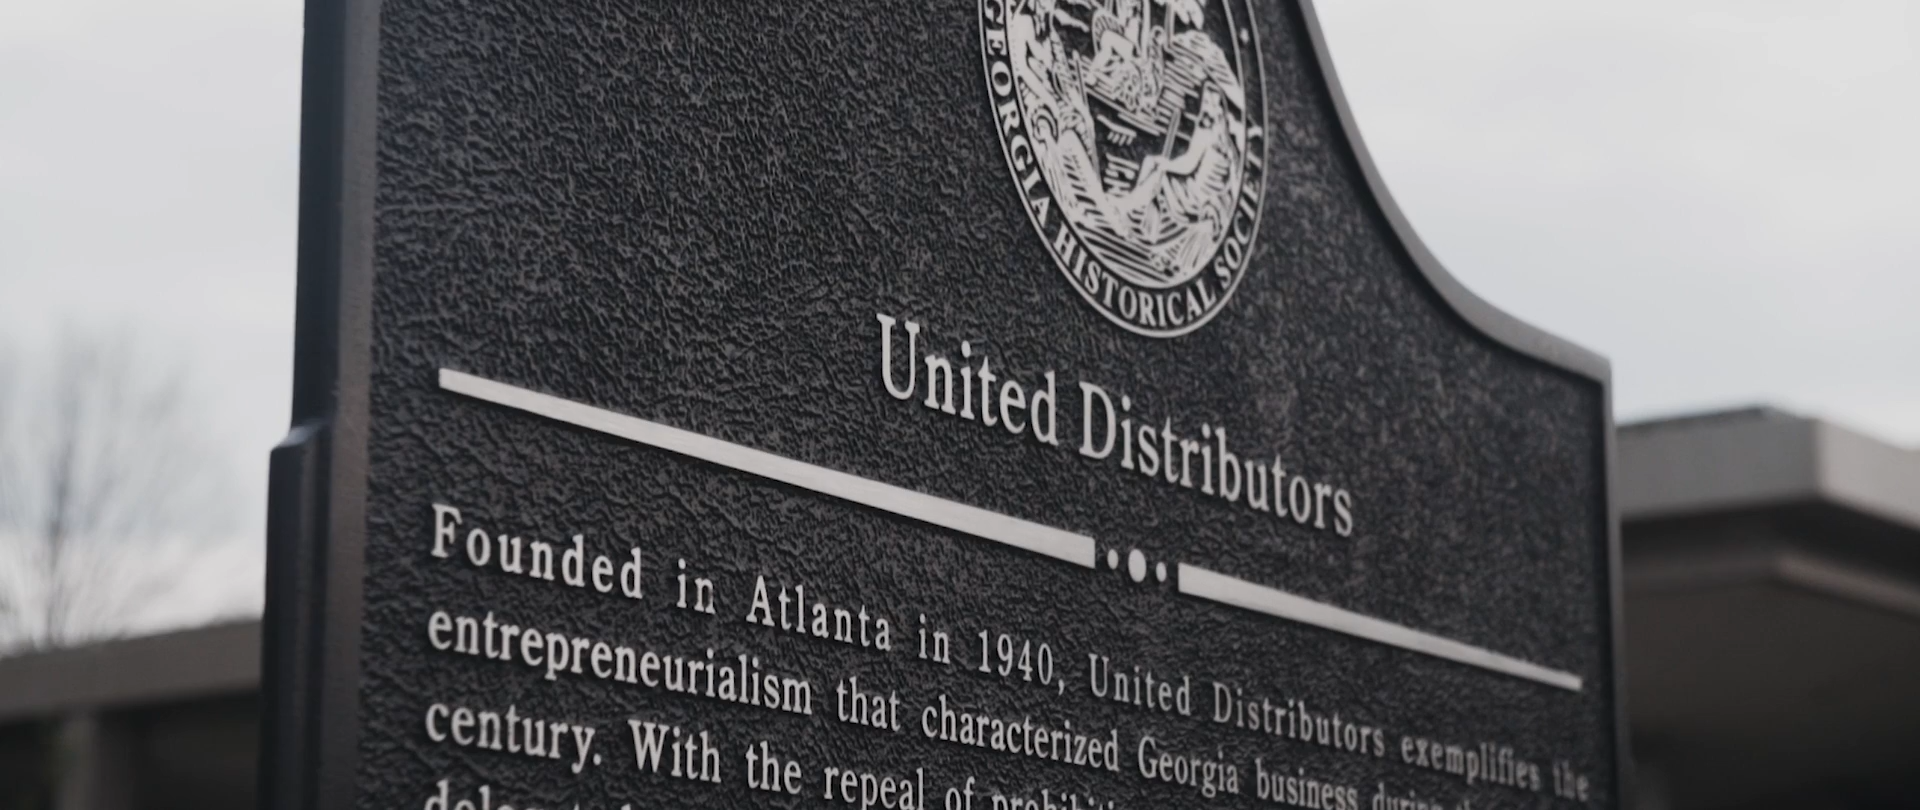 GEORGIA HISTORICAL SOCIETY
United Distributors
Founded in Atlanta in 1940, United Distributors exemplifies the
entrepreneurialism that characterized Georgia business during
century. With the repeal of